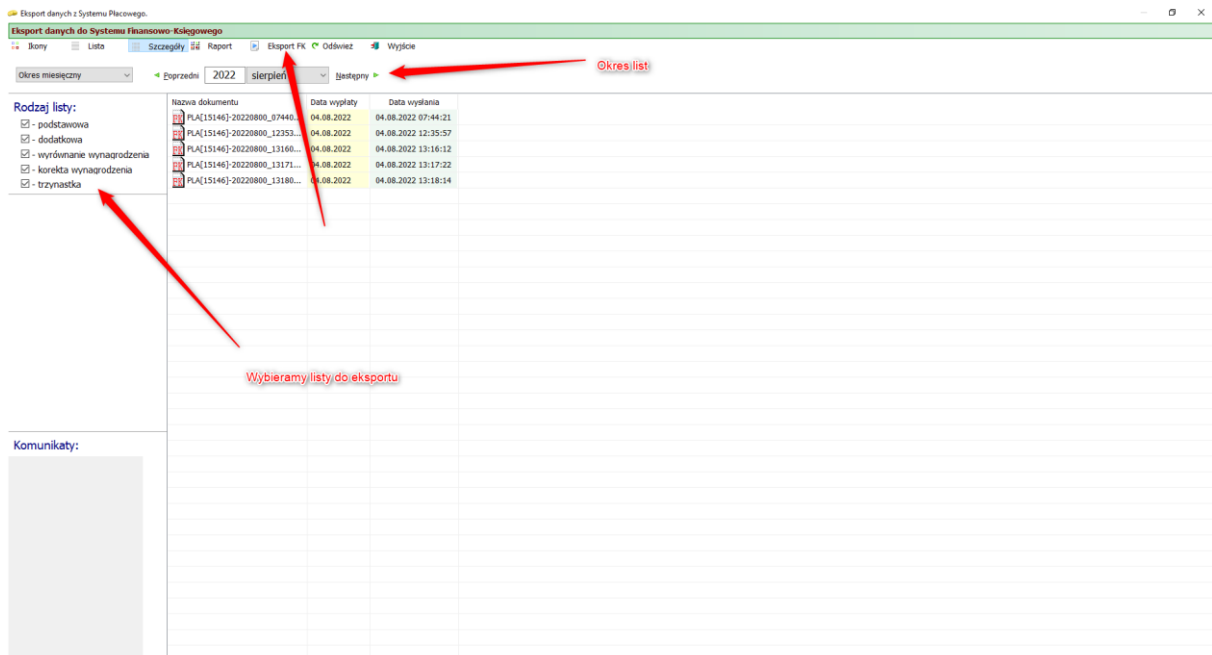 Eksport danych z Systemu Płacowego.
Eksport danych do Systemu Finansowo-Księgowego
Ikony Lista Szczegóły Raport Eksport FK Odśwież Wyjście
Okres list
Okres miesięczny Poprzedni 2022 sierpień Następny
Rodzaj listy:
- podstawowa
- dodatkowa
- wyrównanie wynagrodzenia
- korekta wynagrodzenia
- trzynastka
Nazwa dokumentu Data wypłaty Data wysłania
PLA[15146]-20220800_07440... 04.08.2022 04.08.2022 07:44:21
PLA[15146]-20220800_12353... 04.08.2022 04.08.2022 12:35:57
PLA[15146]-20220800_13160... 04.08.2022 04.08.2022 13:16:12
PLA[15146]-20220800_13171... 04.08.2022 04.08.2022 13:17:22
PLA[15146]-20220800_13180... 04.08.2022 04.08.2022 13:18:14
Wybieramy listy do eksportu
Komunikaty: